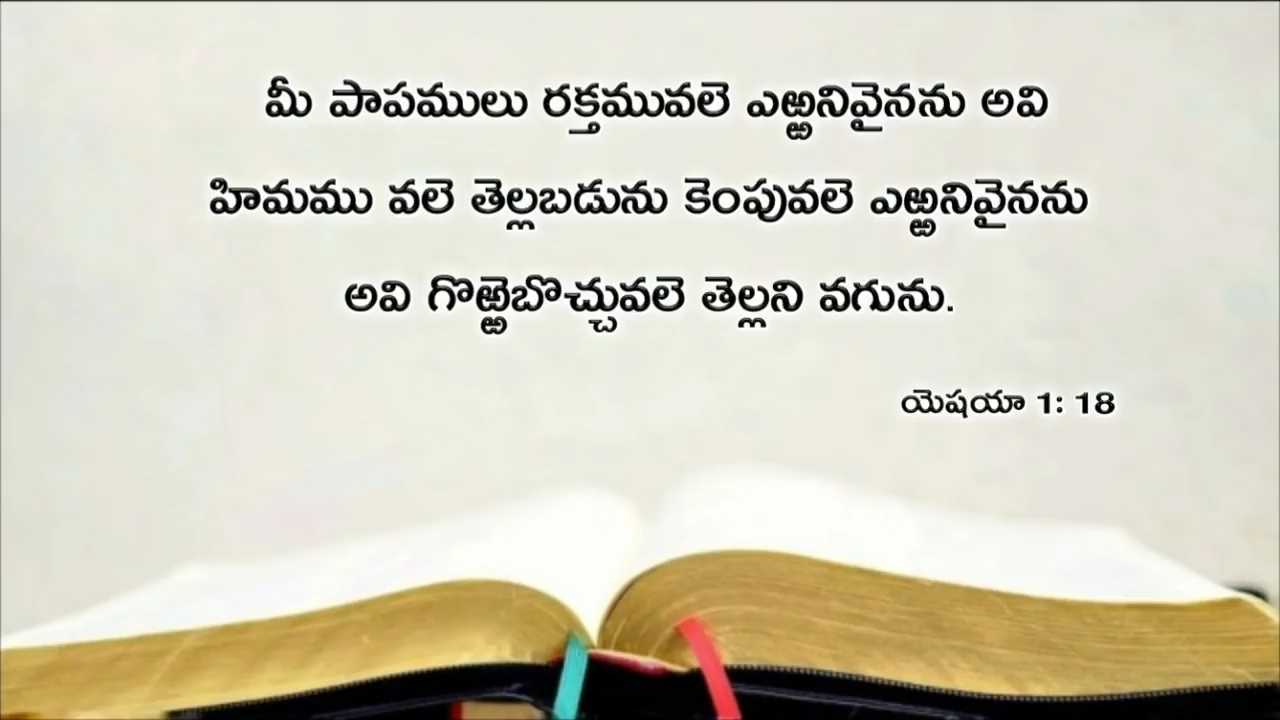 మీ పాపములు రక్తమువలె ఎఱ్ఱనివైనను అవి
హిమము వలె తెల్లబడును కెంపువలె ఎఱ్ఱనివైనను
అవి గొఱ్ఱెబొచ్చువలె తెల్లని వగును.
యెషయా 1: 18